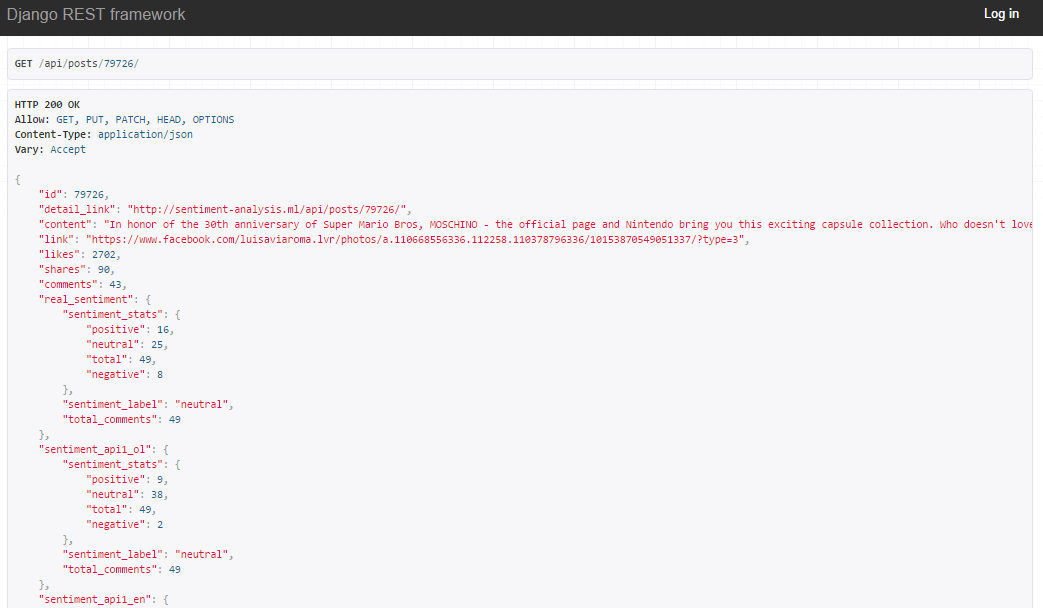 Django REST framework
Log in
GET /api/posts/79726/
HTTP 200 OK
Allow: GET, PUT, PATCH, HEAD, OPTIONS
Content-Type: application/json
Vary: Accept
{
"id": 79726,
"detail_link": "http://sentiment-analysis.ml/api/posts/79726/",
"content": "In honor of the 30th anniversary of Super Mario Bros, MOSCHINO - the official page and Nintendo bring you this exciting capsule collection. Who doesn't love
"link": "https://www.facebook.com/luisaviaroma.lvr/photos/a.110668556336.112258.110378796336/10153870549051337/?type=3",
"likes": 2702,
"shares": 90,
"comments": 43,
"real_sentiment": {
"sentiment_stats": {
"positive": 16,
"neutral": 25,
"total": 49,
"negative": 8
},
"sentiment_label": "neutral",
"total_comments": 49
},
"sentiment_api1_ol": {
"sentiment_stats": {
"positive": 9,
"neutral": 38,
"total": 49,
"negative": 2
},
"sentiment_label": "neutral",
"total_comments": 49
},
"sentiment_api1_en": {